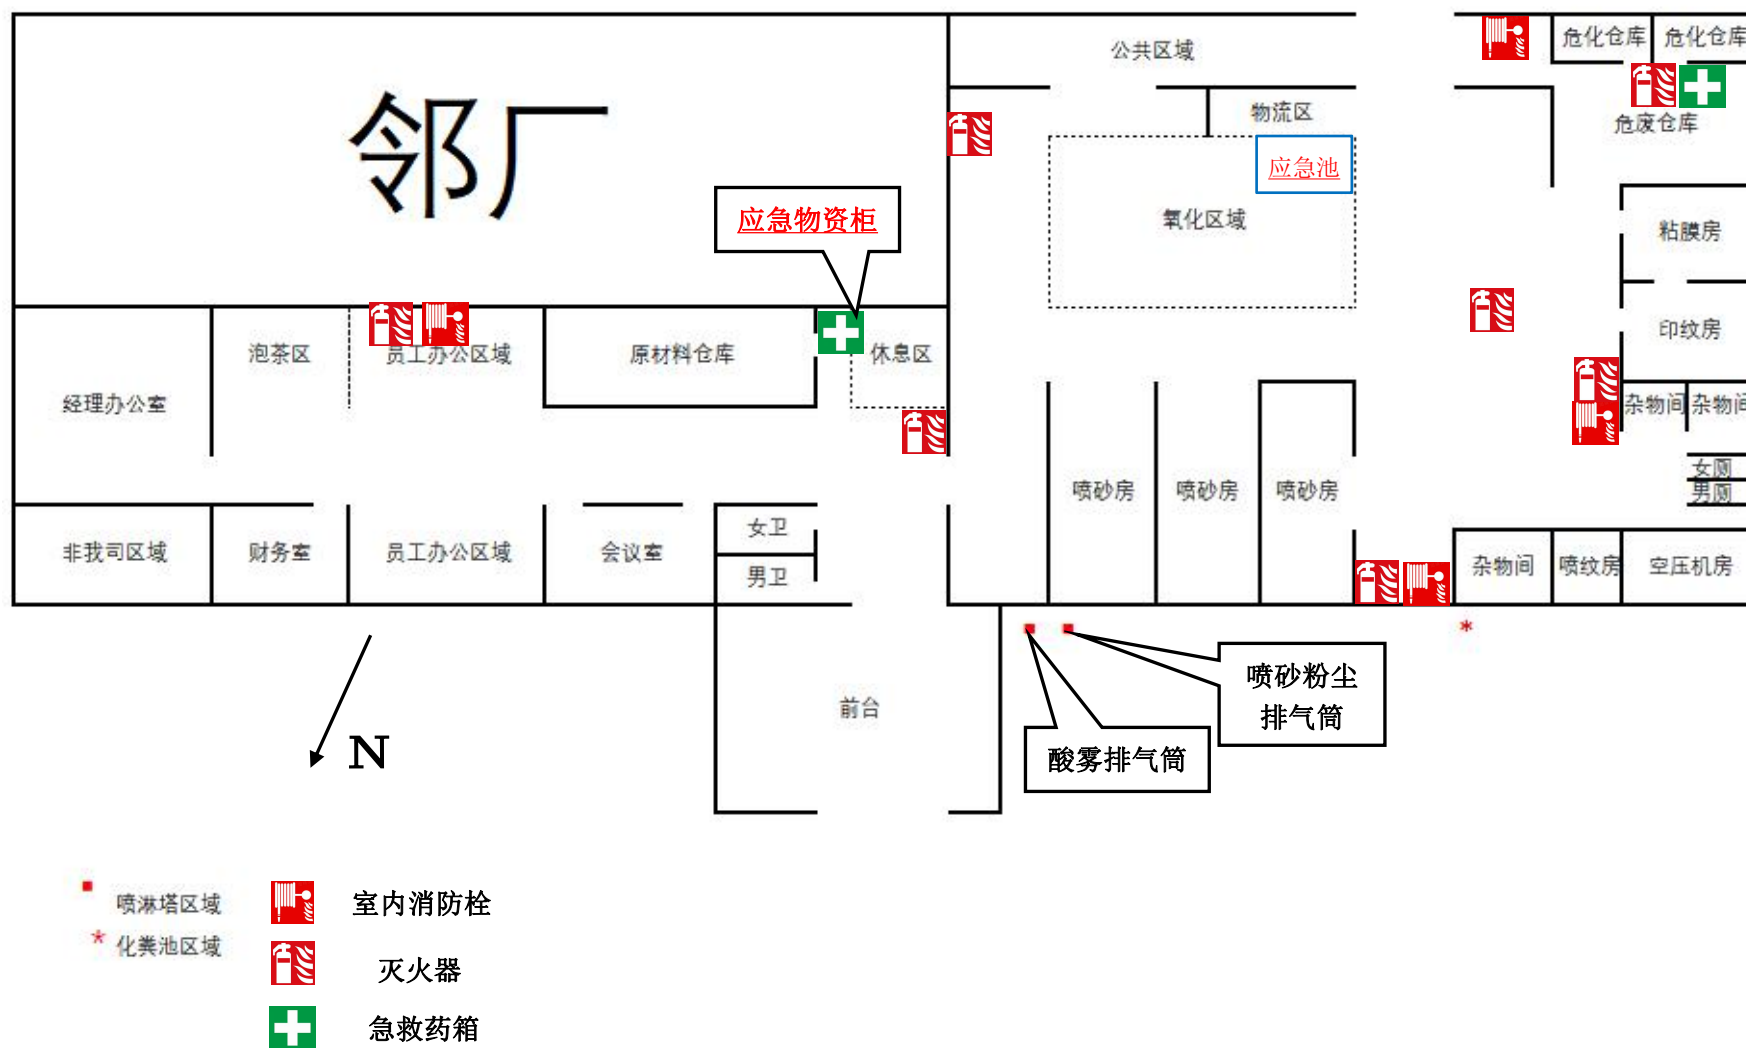 公共区域
危化仓库
危化仓库
邻厂
物流区
危废仓库
应急池
应急物资柜
氧化区域
粘膜房
印纹房
泡茶区
员工办公区域
原材料仓库
休息区
经理办公室
杂物间
杂物间
女厕
男厕
喷砂房
喷砂房
喷砂房
女卫
男卫
非我司区域
财务室
员工办公区域
会议室
杂物间
喷纹房
空压机房
*
喷砂粉尘
排气筒
前台
酸雾排气筒
N
喷淋塔区域
室内消防栓
* 化粪池区域
灭火器
急救药箱